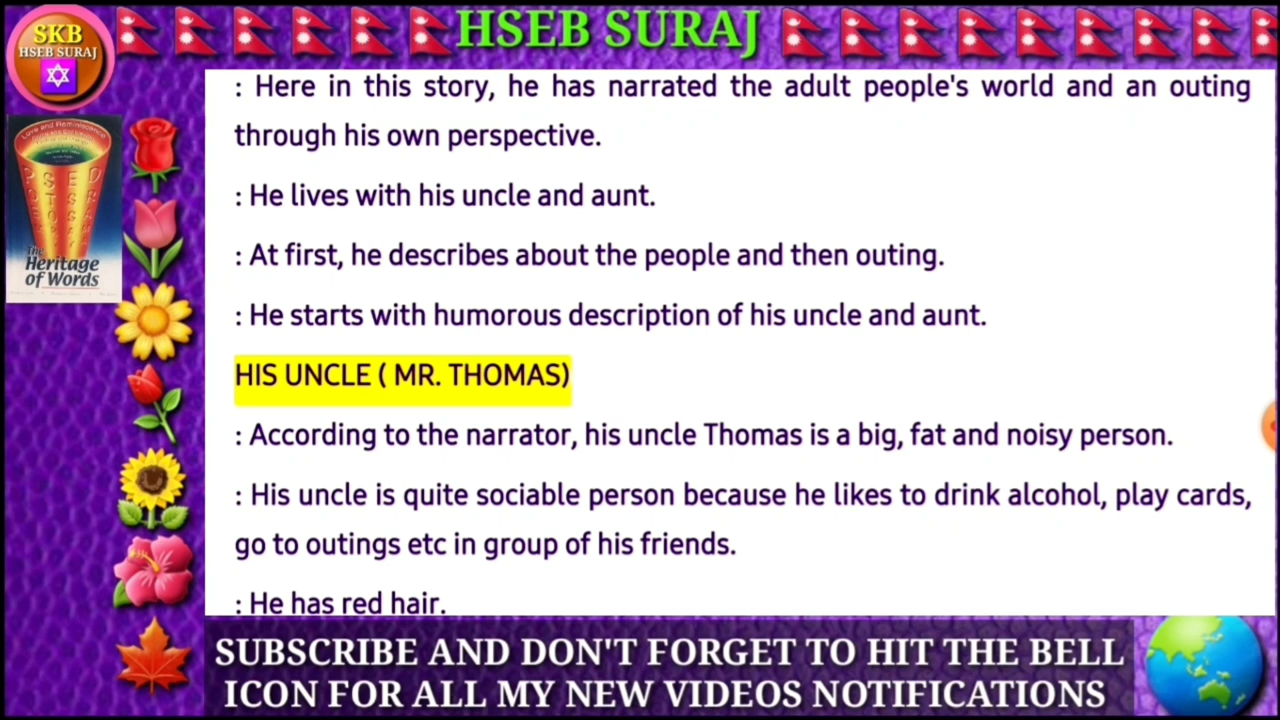 HSEB SURAJ
SKB
HSEB SURAJ
: Here in this story, he has narrated the adult people's world and an outing
through his own perspective.
: He lives with his uncle and aunt.
: At first, he describes about the people and then outing.
: He starts with humorous description of his uncle and aunt.
HIS UNCLE ( MR. THOMAS)
: According to the narrator, his uncle Thomas is a big, fat and noisy person.
: His uncle is quite sociable person because he likes to drink alcohol, play cards,
go to outings etc in group of his friends.
: He has red hair.
Love and Reminiscence
The
Heritage
of Words
SUBSCRIBE AND DON'T FORGET TO HIT THE BELL
ICON FOR ALL MY NEW VIDEOS NOTIFICATIONS